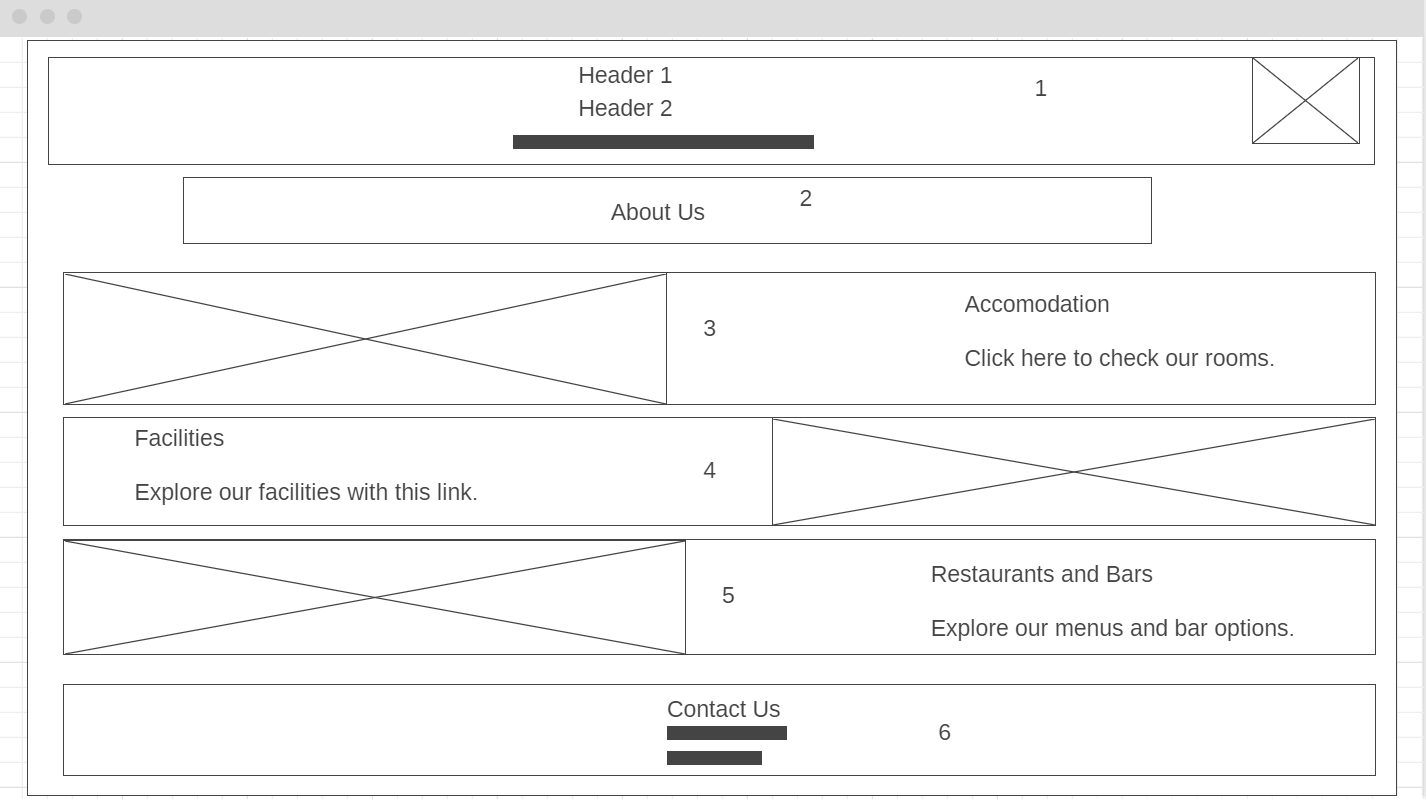 Header 1
Header 2
1
About Us
2
3
Accomodation
Click here to check our rooms.
Facilities
Explore our facilities with this link.
4
5
Restaurants and Bars
Explore our menus and bar options.
Contact Us
6